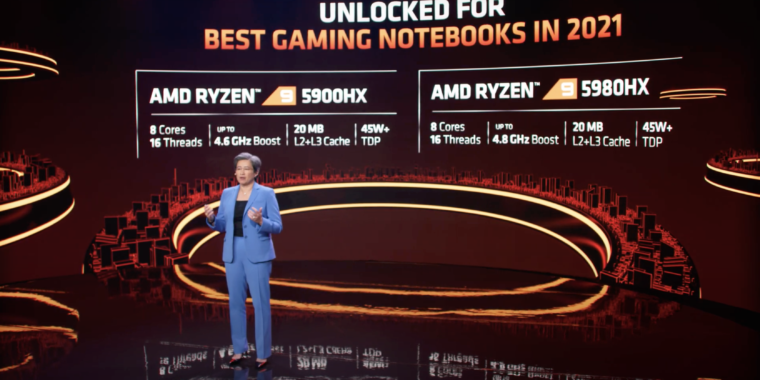 UNLOCKED FOR
BEST GAMING NOTEBOOKS IN 2021
AMD RYZEN™ 9 5900HX
8 Cores
16 Threads
UP TO
4.6 GHz Boost
20 MB
L2+L3 Cache
45W+
TDP
AMD RYZEN™ 9 5980HX
8 Cores
16 Threads
UP TO
4.8 GHz Boost
20 MB
L2+L3 Cache
45W+
TDP